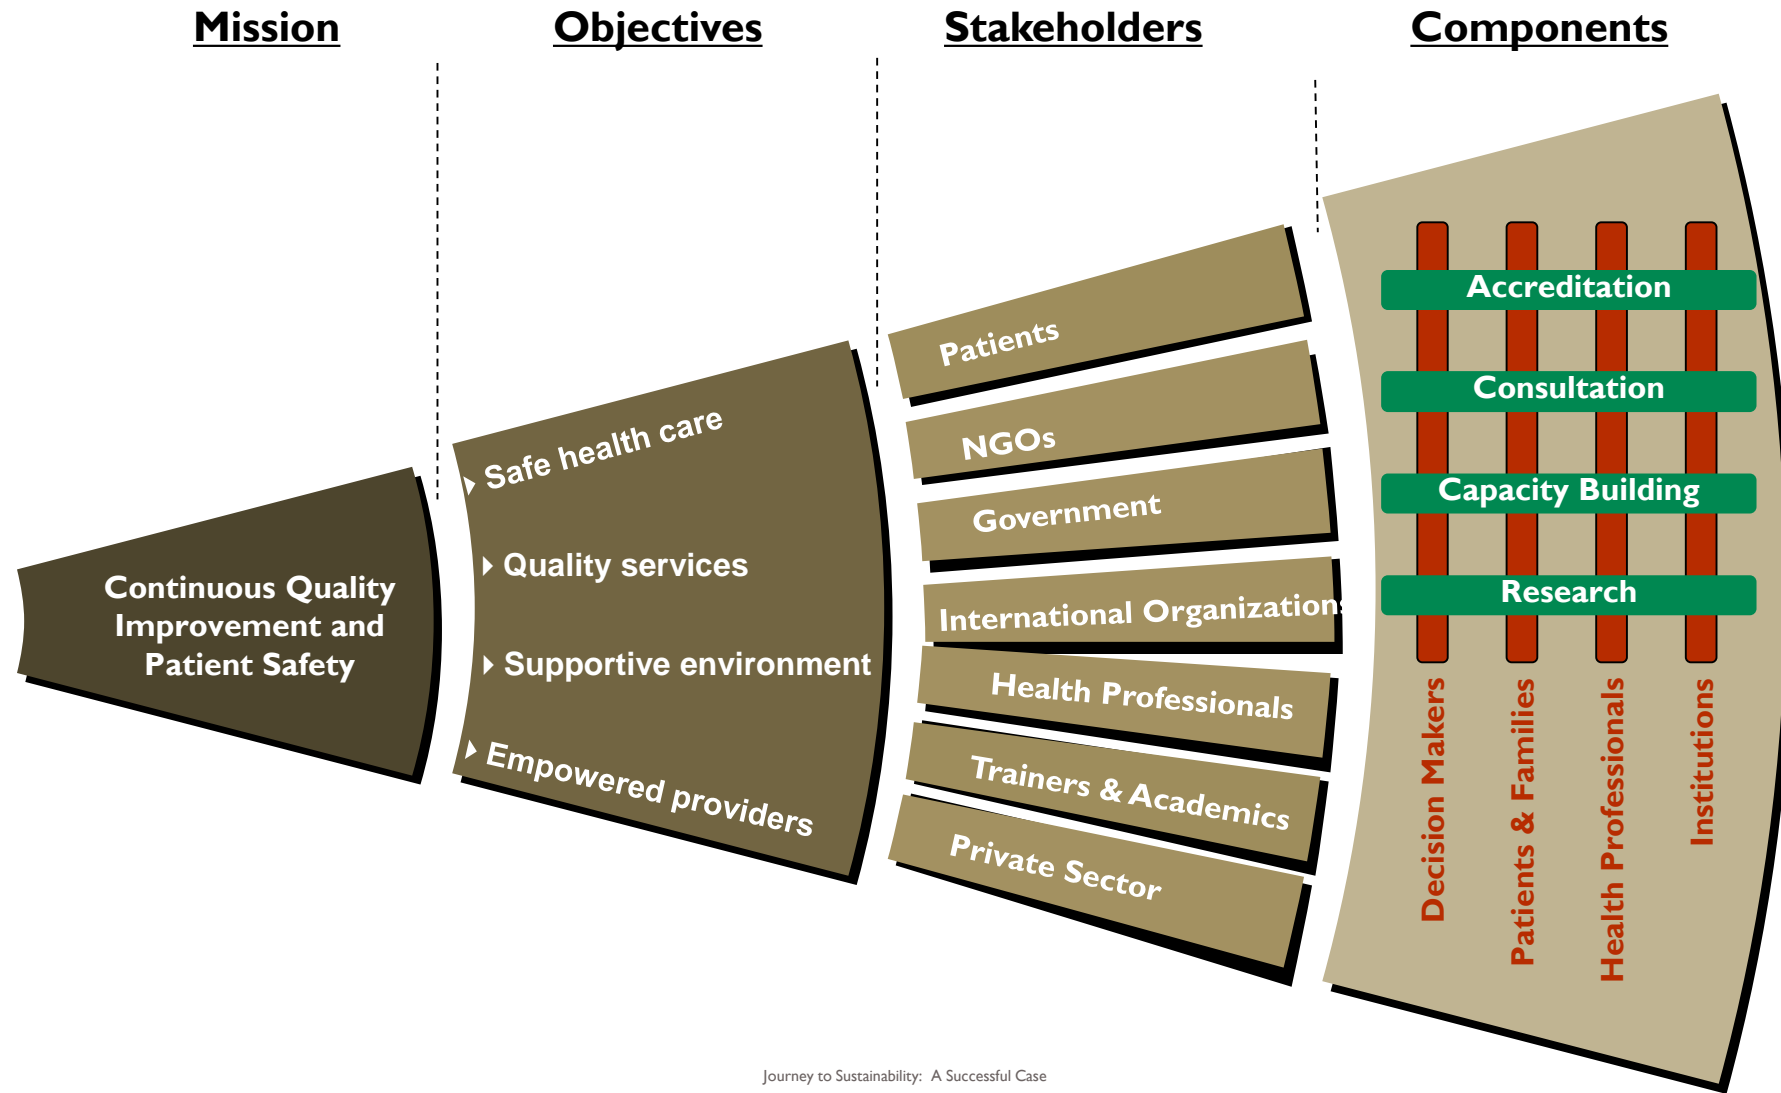 Mission
Objectives
Stakeholders
Components
Continuous Quality
Improvement and
Patient Safety
Safe health care
Quality services
Supportive environment
Empowered providers
Patients
NGOs
Government
International Organizations
Health Professionals
Trainers & Academics
Private Sector
Accreditation
Consultation
Capacity Building
Research
Decision Makers
Patients & Families
Health Professionals
Institutions
Journey to Sustainability: A Successful Case